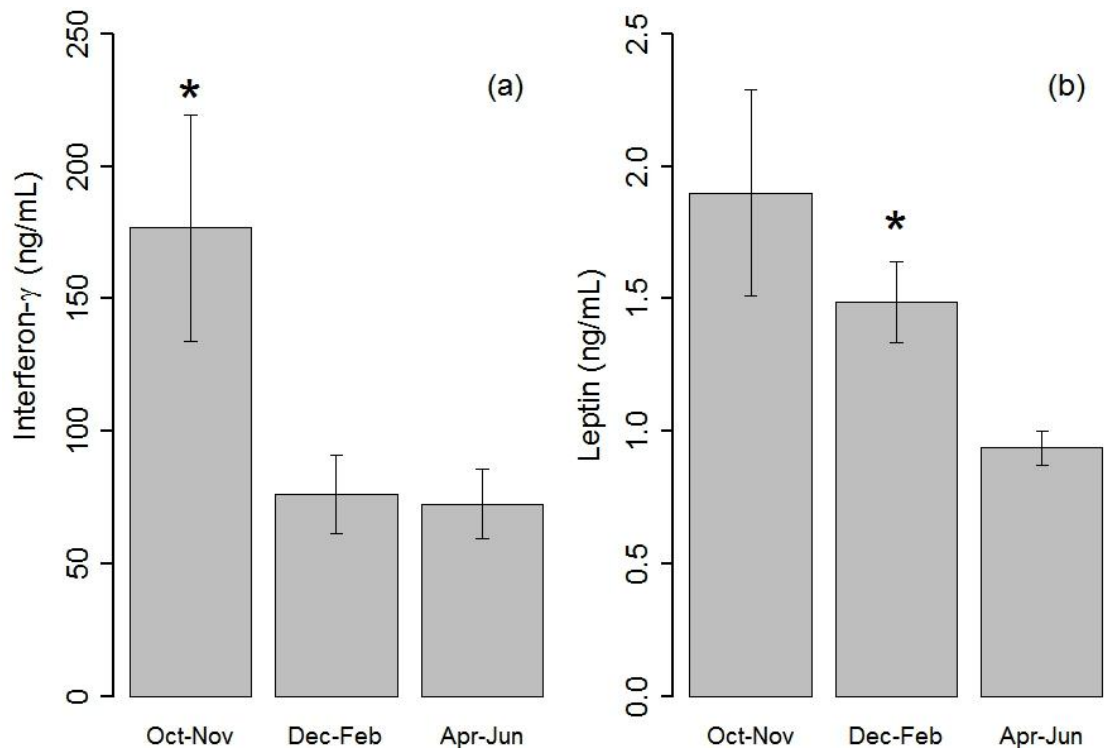 Interferon-γ (ng/mL)
250
200
150
100
50
0
*
(a)
Oct-Nov Dec-Feb Apr-Jun
Leptin (ng/mL)
2.5
2.0
1.5
1.0
0.5
0.0
*
(b)
Oct-Nov Dec-Feb Apr-Jun